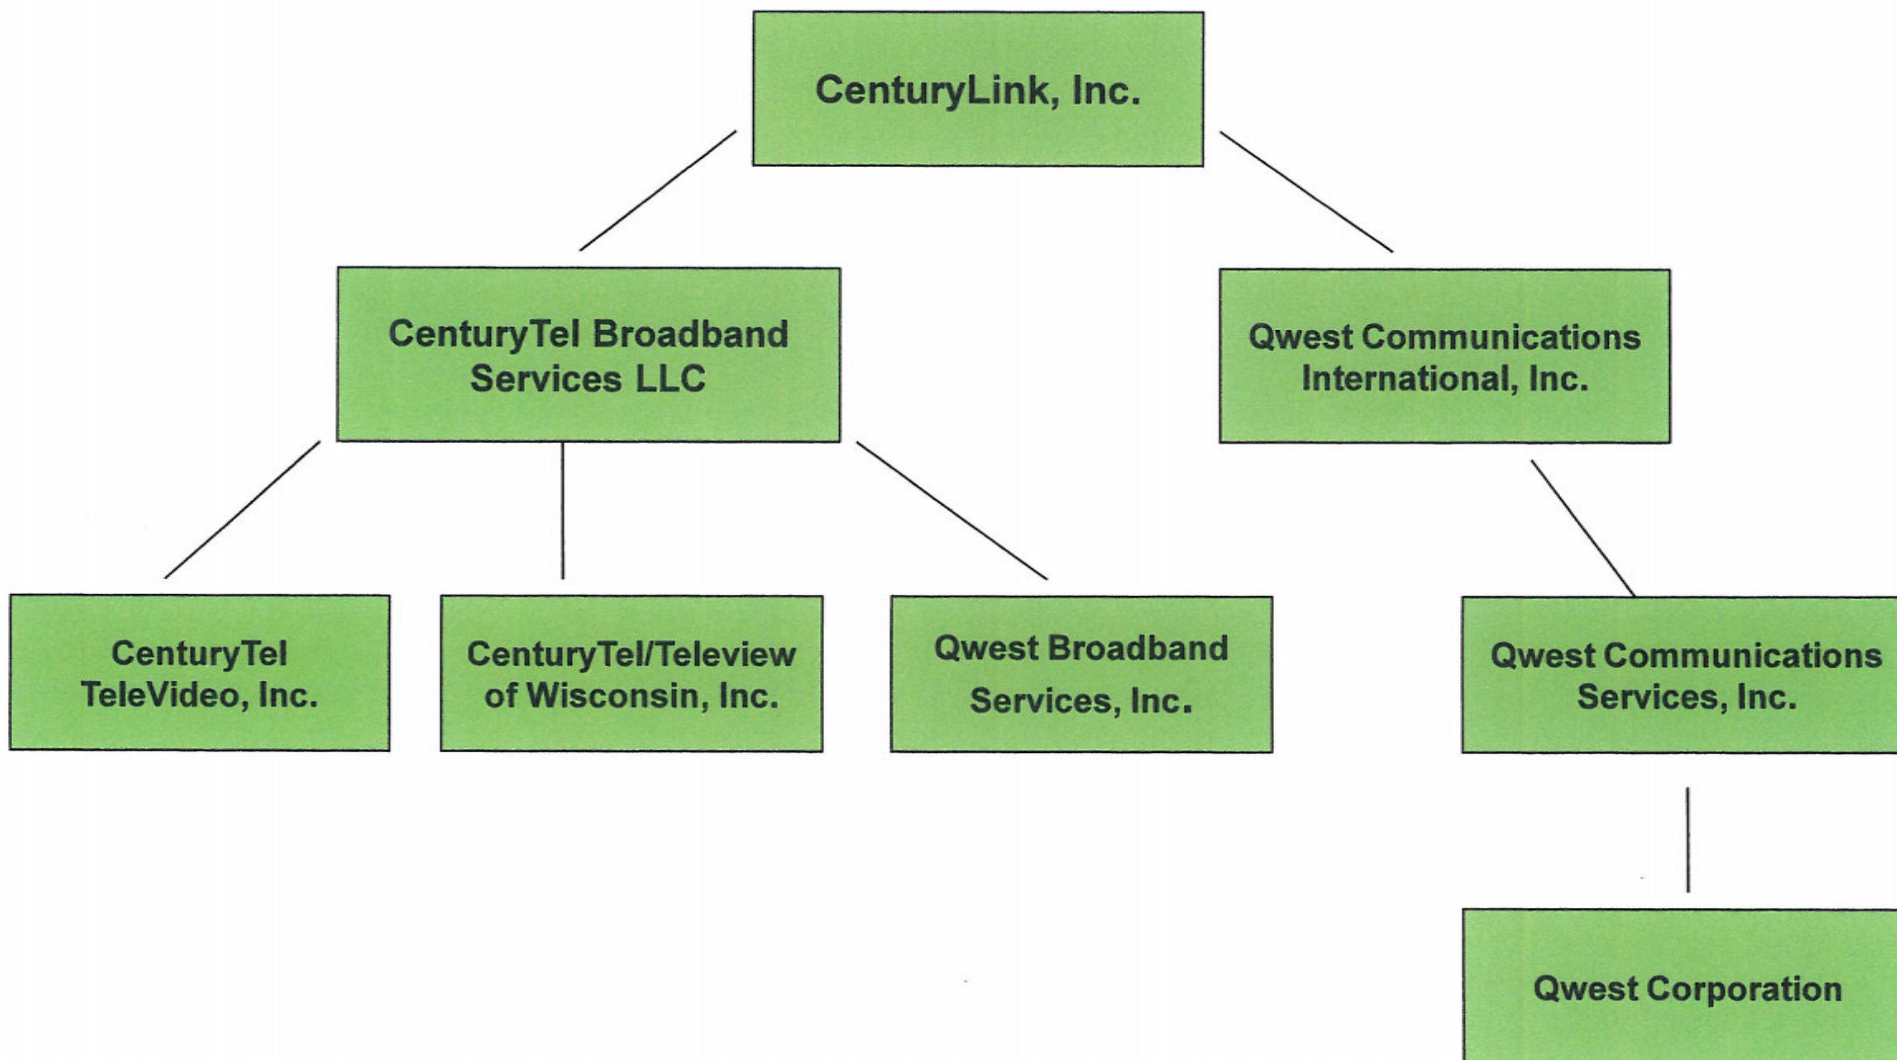 CenturyLink, Inc.
CenturyTel Broadband
Services LLC
Qwest Communications
International, Inc.
CenturyTel
TeleVideo, Inc.
CenturyTel/Teleview
of Wisconsin, Inc.
Qwest Broadband
Services, Inc.
Qwest Communications
Services, Inc.
Qwest Corporation